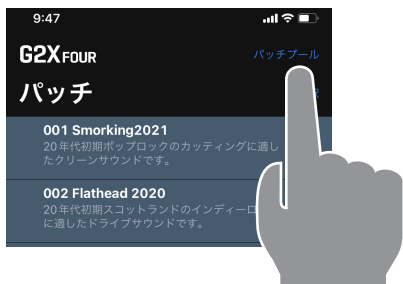 9:47
G2X FOUR
パッチプール
パッチ
001 Smorking2021
20年代初期ポップロックのカッティングに適し
たクリーンサウンドです。
002 Flathead 2020
20年代初期スコットランドのインディーロ
に適したドライブサウンドです。